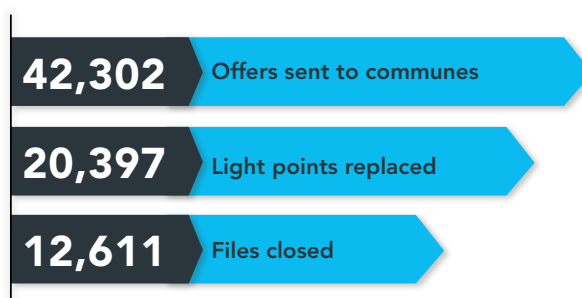 42,302 Offers sent to communes
20,397 Light points replaced
12,611 Files closed